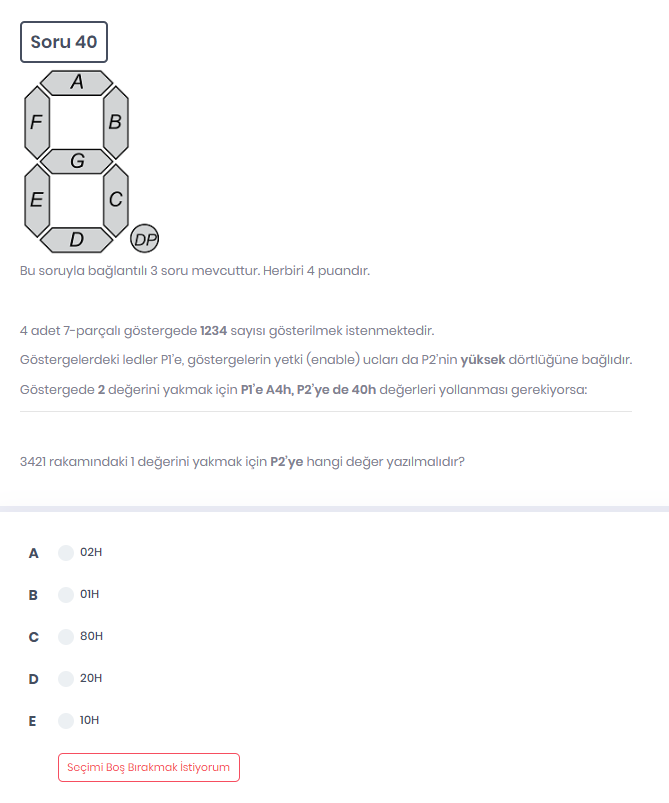 Soru 40
A
F
B
G
E
C
D
DP
Bu soruyla bağlantılı 3 soru mevcuttur. Herbiri 4 puandır.
4 adet 7-parçalı göstergede 1234 sayısı gösterilmek istenmektedir.
Göstergelerdeki ledler P1'e, göstergelerin yetki (enable) ucları da P2'nin yüksek dörtlüğüne bağlıdır.
Göstergede 2 değerini yakmak için P1'e A4h, P2'ye de 40h değerleri yollanması gerekiyorsa:
3421 rakamındaki 1 değerini yakmak için P2'ye hangi değer yazılmalıdır?
A 02H
B 01H
C 80H
D 20H
E 10H
Seçimi Boş Bırakmak İstiyorum